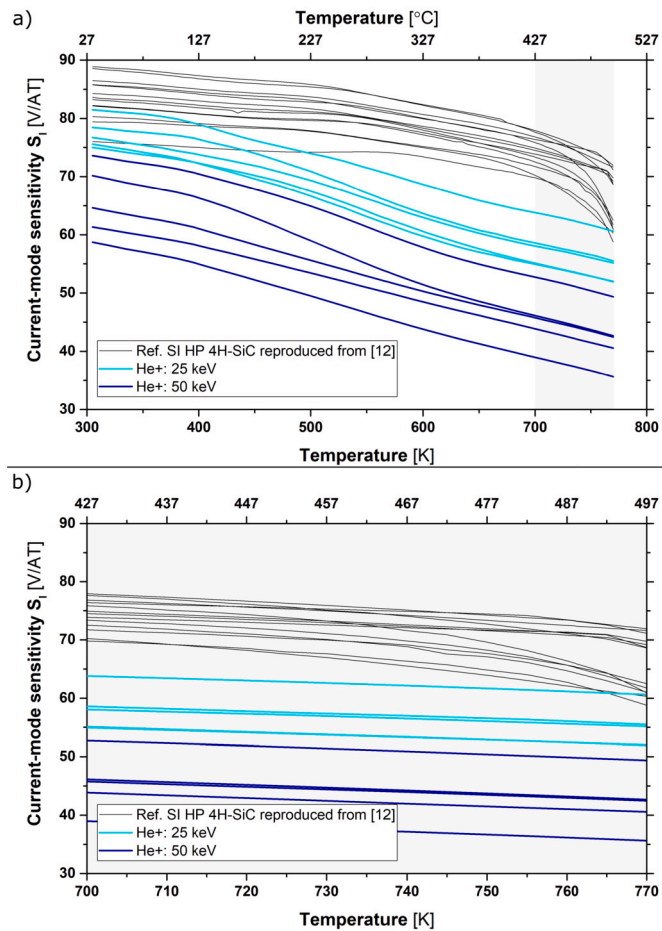 a)
Temperature [°C]
27 127 227 327 427 527
90
80
70
60
50
40
30
Current-mode sensitivity S_I [V/AT]
Ref. SI HP 4H-SiC reproduced from [12]
He+: 25 keV
He+: 50 keV
300 400 500 600 700 800
Temperature [K]
b)
427 437 447 457 467 477 487 497
90
80
70
60
50
40
30
Current-mode sensitivity S_I [V/AT]
Ref. SI HP 4H-SiC reproduced from [12]
He+: 25 keV
He+: 50 keV
700 710 720 730 740 750 760 770
Temperature [K]